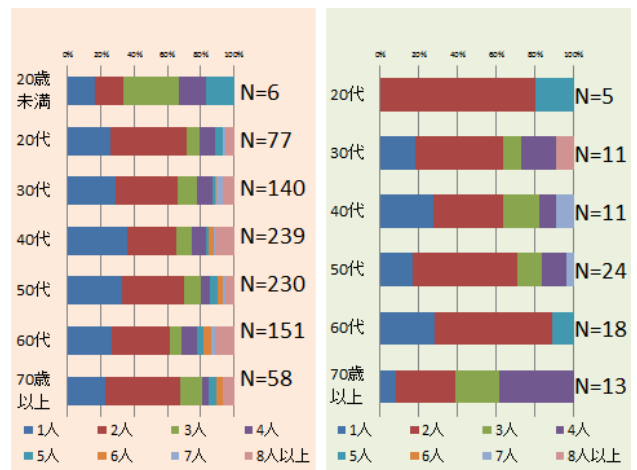 0% 20% 40% 60% 80% 100%
20歳
未満
N=6
20代
N=77
30代
N=140
40代
N=239
50代
N=230
60代
N=151
70歳
以上
N=58
1人 2人 3人 4人
5人 6人 7人 8人以上
0% 20% 40% 60% 80% 100%
20代
N=5
30代
N=11
40代
N=11
50代
N=24
60代
N=18
70歳
以上
N=13
1人 2人 3人 4人
5人 6人 7人 8人以上